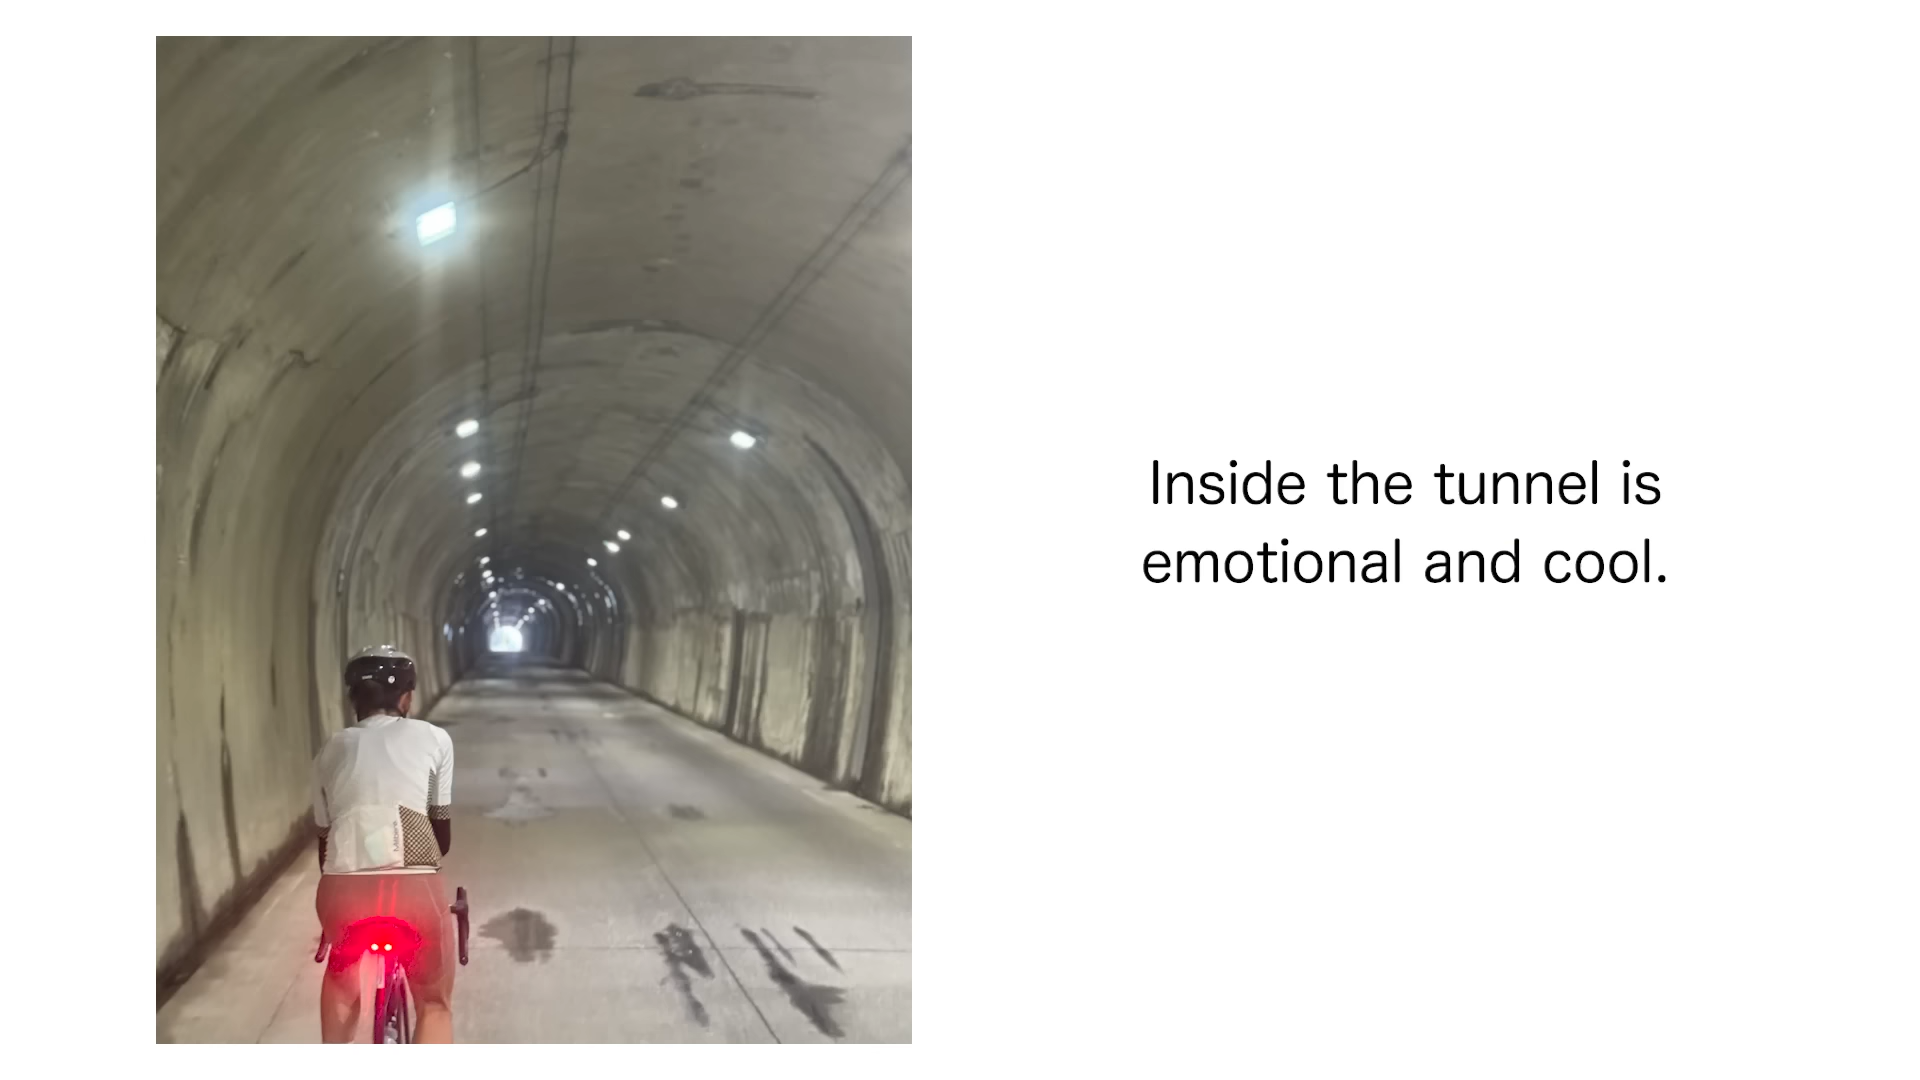 Inside the tunnel is
emotional and cool.